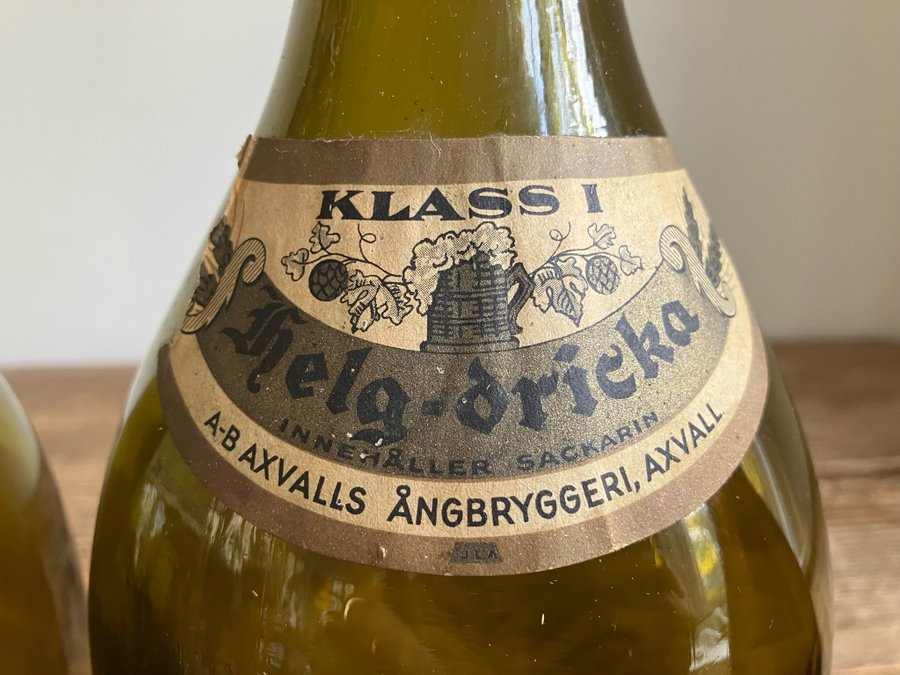 KLASS I
Helg-dricka
INNEHÅLLER SACKARIN
A-B AXVALLS ÅNGBRYGGERI, AXVALL